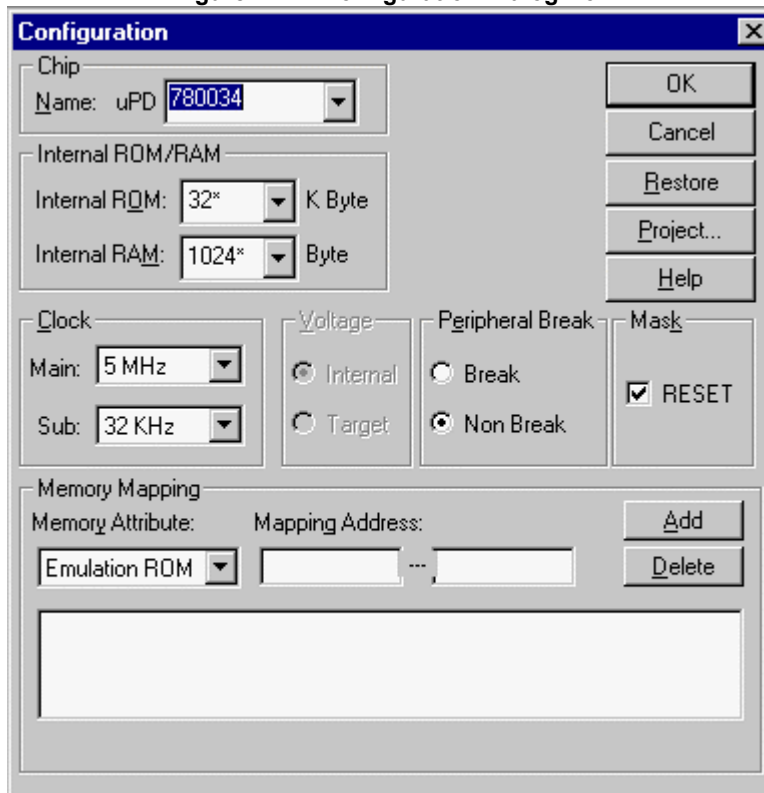 Configuration
Chip
Name: uPD 780034
OK
Cancel
Internal ROM/RAM
Internal ROM: 32* K Byte
Restore
Internal RAM: 1024* Byte
Project...
Help
Clock
Voltage
Peripheral Break
Mask
Main: 5 MHz
Internal
Break
RESET
Sub: 32 KHz
Target
Non Break
Memory Mapping
Memory Attribute:
Mapping Address:
Add
Emulation ROM
---
Delete